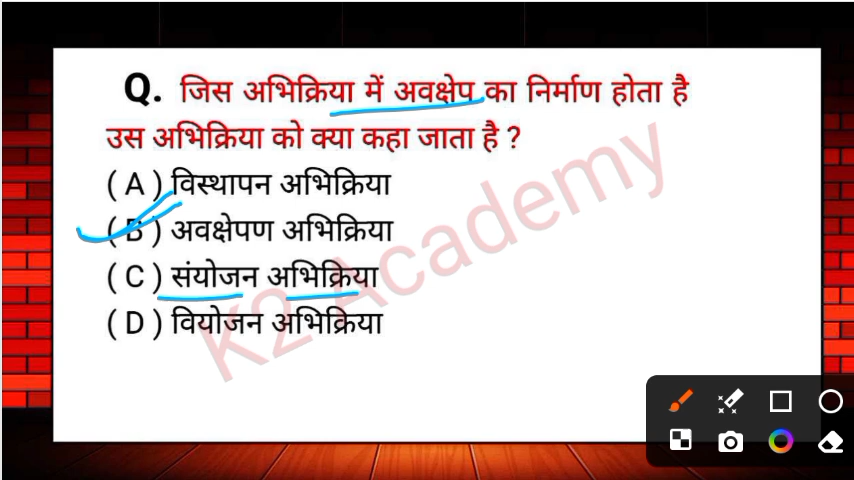 Q. जिस अभिक्रिया में अवक्षेप का निर्माण होता है
उस अभिक्रिया को क्या कहा जाता है ?
( A ) विस्थापन अभिक्रिया
( B ) अवक्षेपण अभिक्रिया
( C ) संयोजन अभिक्रिया
( D ) वियोजन अभिक्रिया
K2 Academy